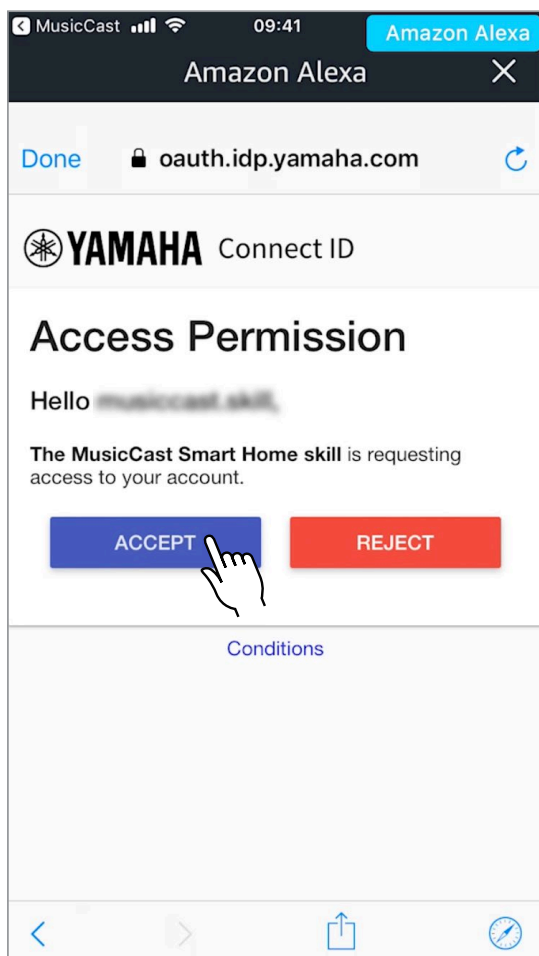 MusicCast 09:41
Amazon Alexa
Amazon Alexa
Done oauth.idp.yamaha.com
YAMAHA Connect ID
Access Permission
Hello
The MusicCast Smart Home skill is requesting
access to your account.
ACCEPT REJECT
Conditions